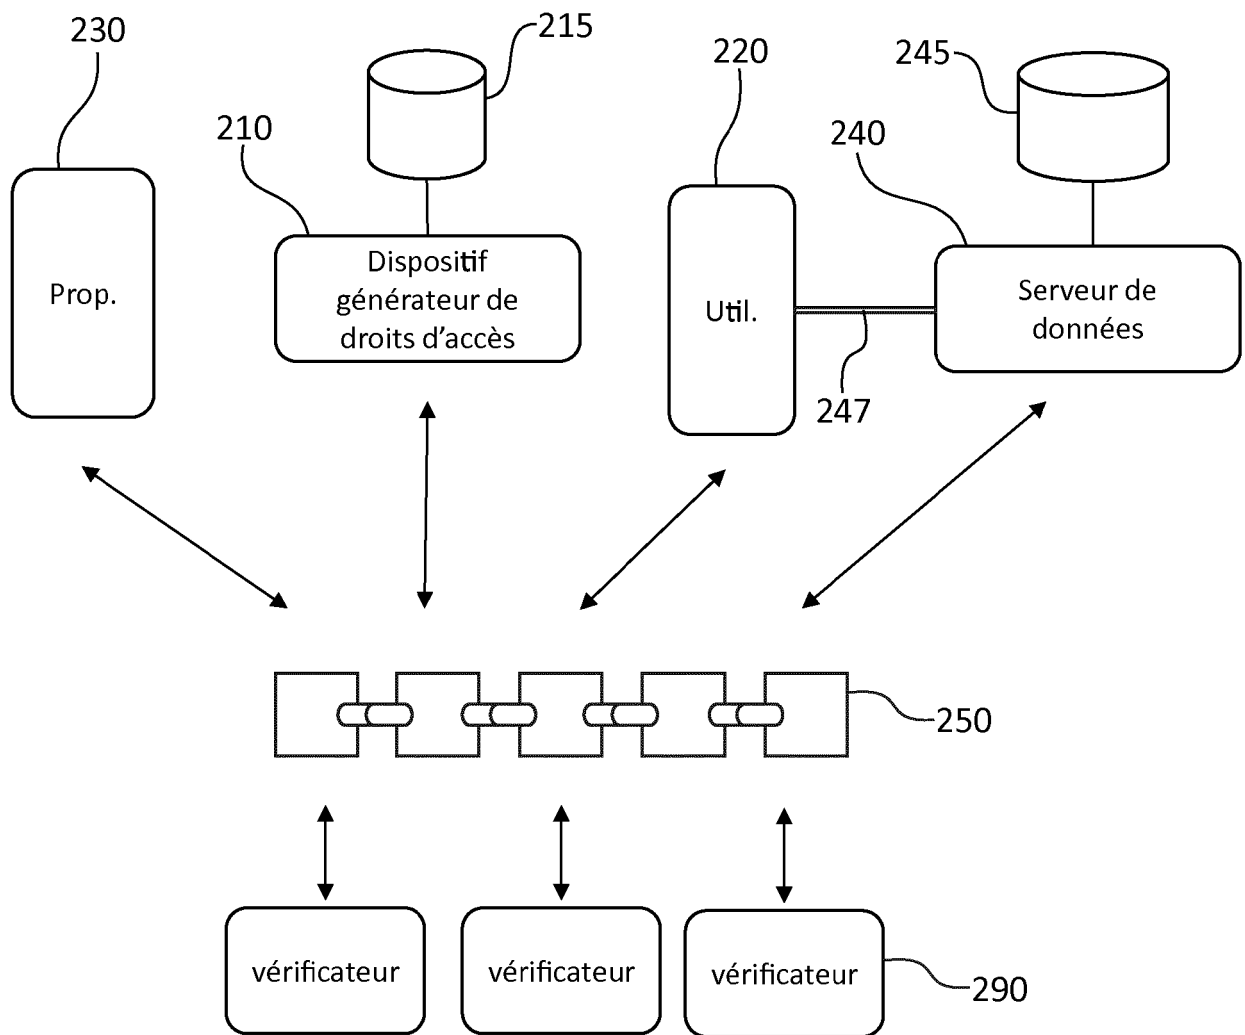 230
215
220
245
210
240
Prop.
Dispositif
générateur de
droits d'accès
Util.
Serveur de
données
247
250
vérificateur
vérificateur
vérificateur
290